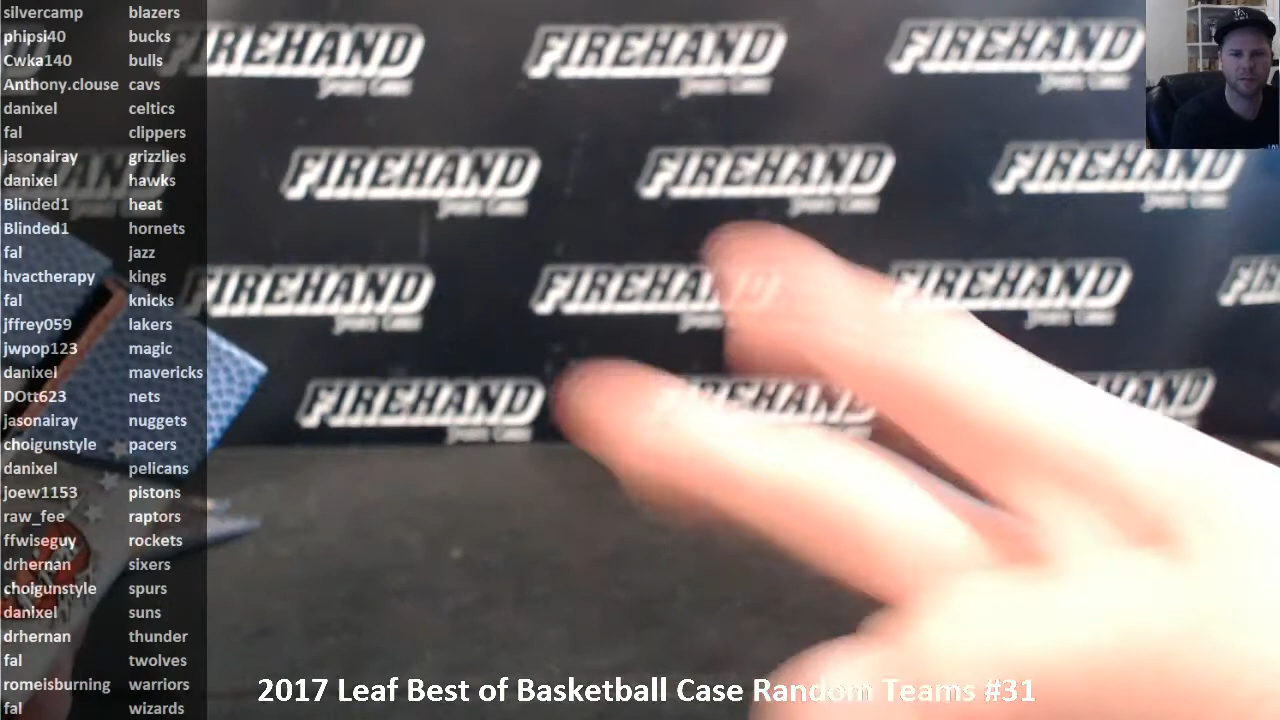 silvercamp blazers
phipsi40 bucks
Cwka140 bulls
Anthony.clouse cavs
danixel celtics
fal clippers
jasonairay grizzlies
danixel hawks
Blinded1 heat
Blinded1 hornets
fal jazz
hvactherapy kings
fal knicks
jffrey059 lakers
jwpop123 magic
danixel mavericks
DOtt623 nets
jasonairay nuggets
choigunstyle pacers
danixel pelicans
joew1153 pistons
raw_fee raptors
ffwiseguy rockets
drhernan sixers
choigunstyle spurs
danixel suns
drhernan thunder
fal twolves
romeisburning warriors
fal wizards
FIREHAND FIREHAND FIREHAND
FIREHAND FIREHAND FIREHAND
FIREHAND FIREHAND FIREHAND
FIREHAND FIREHAND
2017 Leaf Best of Basketball Case Random Teams #31